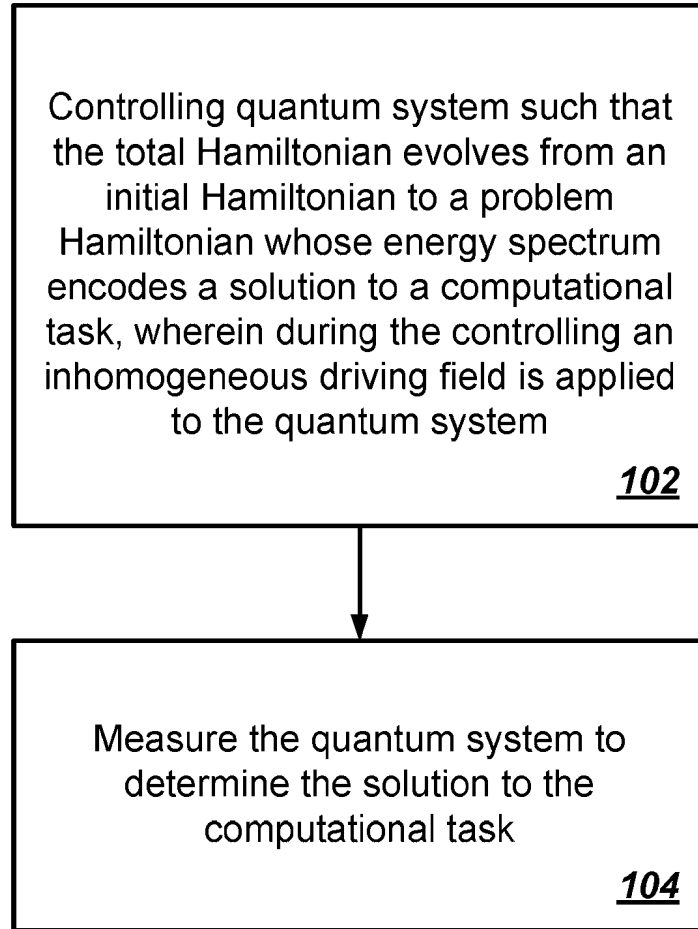 Controlling quantum system such that
the total Hamiltonian evolves from an
initial Hamiltonian to a problem
Hamiltonian whose energy spectrum
encodes a solution to a computational
task, wherein during the controlling an
inhomogeneous driving field is applied
to the quantum system
102
Measure the quantum system to
determine the solution to the
computational task
104